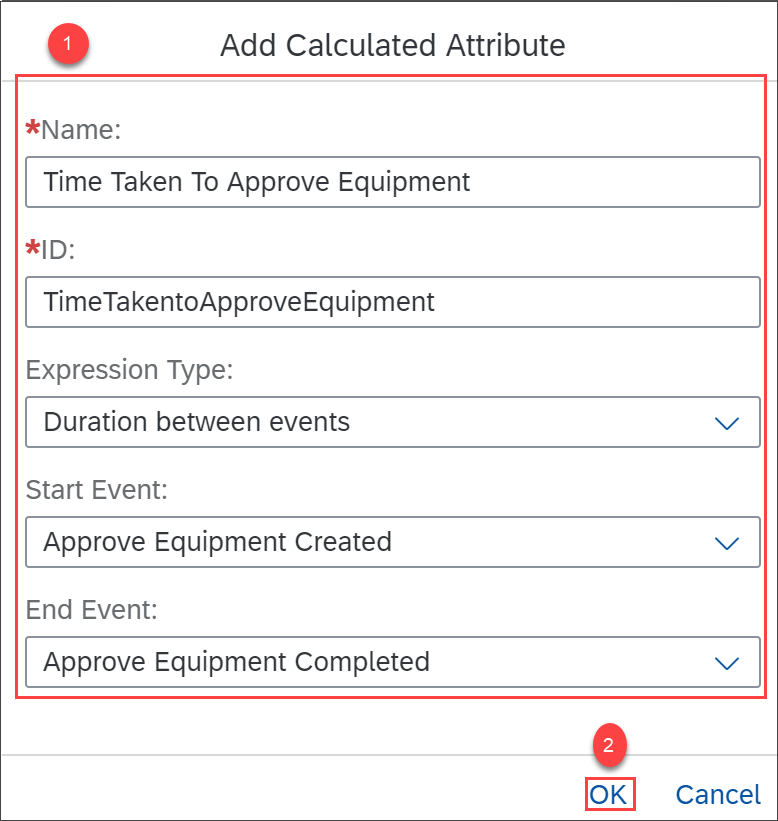 1
Add Calculated Attribute
*Name:
Time Taken To Approve Equipment
*ID:
TimeTakentoApproveEquipment
Expression Type:
Duration between events
Start Event:
Approve Equipment Created
End Event:
Approve Equipment Completed
2
OK Cancel